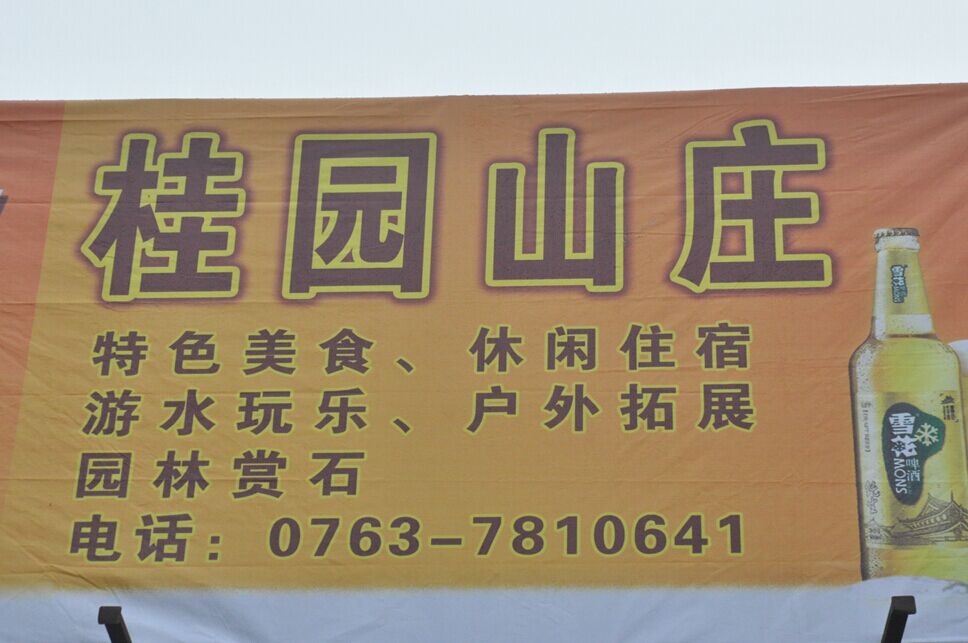 桂园山庄
特色美食、休闲住宿
游水玩乐、户外拓展
园林赏石
电话：0763-7810641
雪花
啤酒
MONS